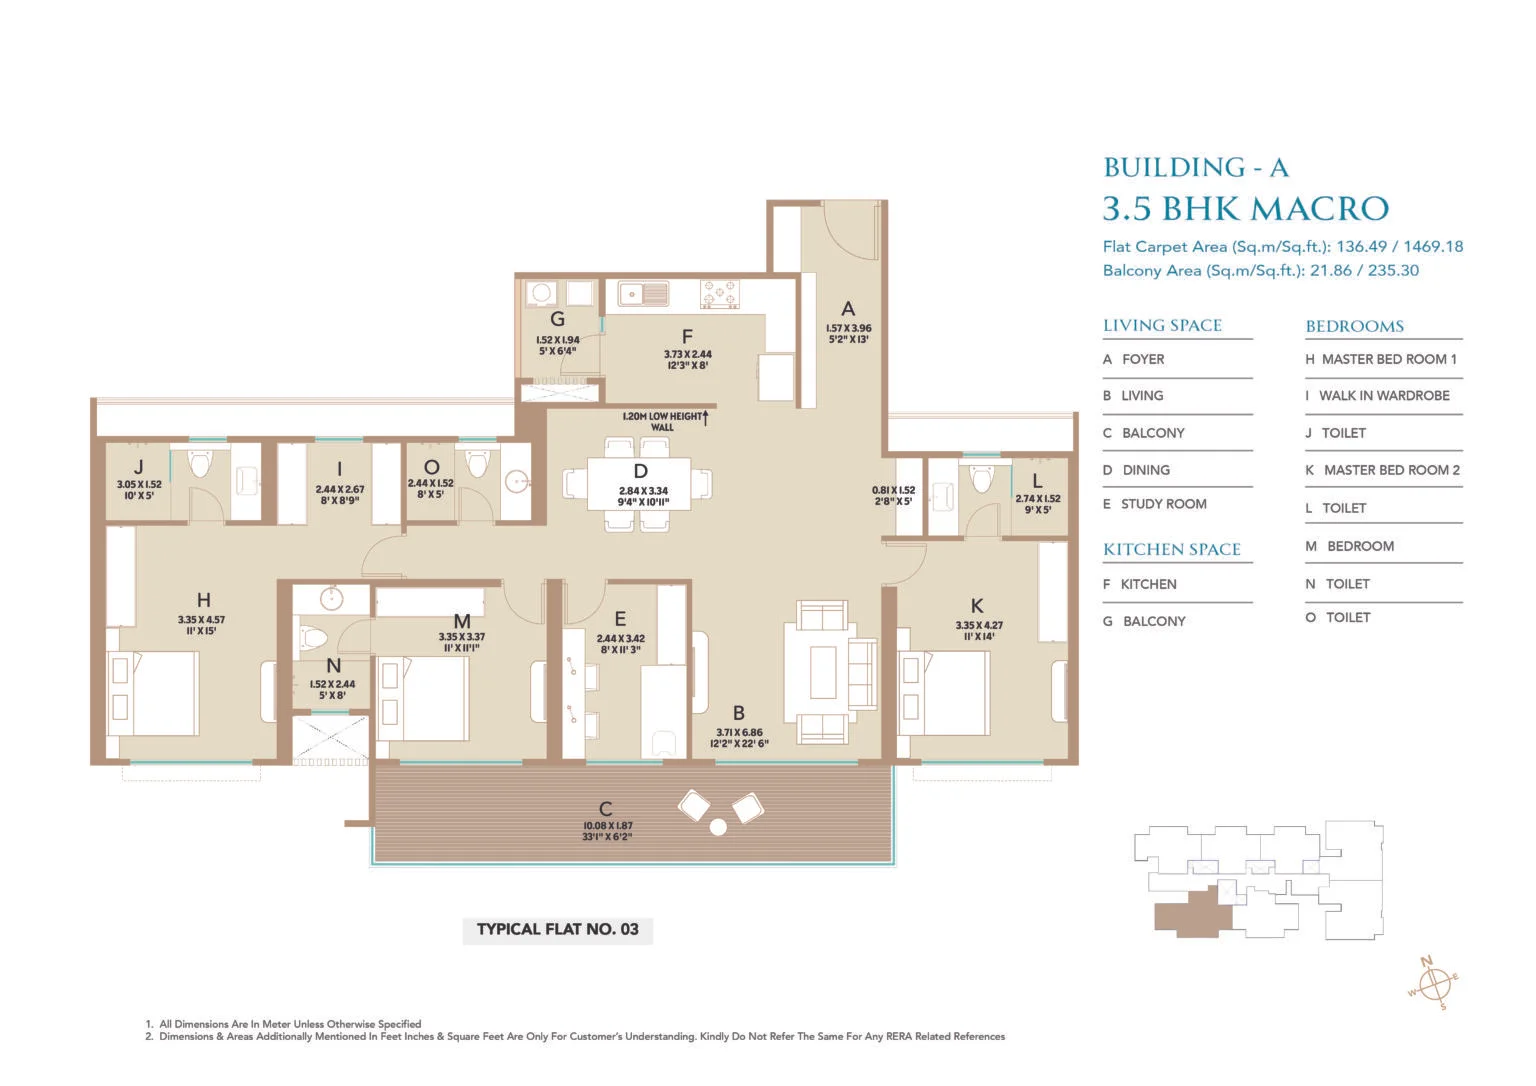 BUILDING - A
3.5 BHK MACRO
Flat Carpet Area (Sq.m/Sq.ft.): 136.49 / 1469.18
Balcony Area (Sq.m/Sq.ft.): 21.86 / 235.30
LIVING SPACE
A FOYER
B LIVING
C BALCONY
D DINING
E STUDY ROOM
KITCHEN SPACE
F KITCHEN
G BALCONY
BEDROOMS
H MASTER BED ROOM 1
I WALK IN WARDROBE
J TOILET
K MASTER BED ROOM 2
L TOILET
M BEDROOM
N TOILET
O TOILET
A
1.57 X 3.96
5'2" X 13'
G
1.52 X 1.94
5' X 6'4"
F
3.73 X 2.44
12'3" X 8'
1.20M LOW HEIGHT
WALL
J
3.05 X 1.52
10' X 5'
I
2.44 X 2.67
8' X 8'9"
O
2.44 X 1.52
8' X 5'
D
2.84 X 3.34
9'4" X 10'11"
0.81 X 1.52
2'8" X 5'
L
2.74 X 1.52
9' X 5'
H
3.35 X 4.57
11' X 15'
N
1.52 X 2.44
5' X 8'
M
3.35 X 3.37
11' X 11'1"
E
2.44 X 3.42
8' X 11' 3"
B
3.71 X 6.86
12'2" X 22' 6"
K
3.35 X 4.27
11' X 14'
C
10.08 X 1.87
33'1" X 6'2"
TYPICAL FLAT NO. 03
N
E
W
S
1. All Dimensions Are In Meter Unless Otherwise Specified
2. Dimensions & Areas Additionally Mentioned In Feet Inches & Square Feet Are Only For Customer's Understanding. Kindly Do Not Refer The Same For Any RERA Related References